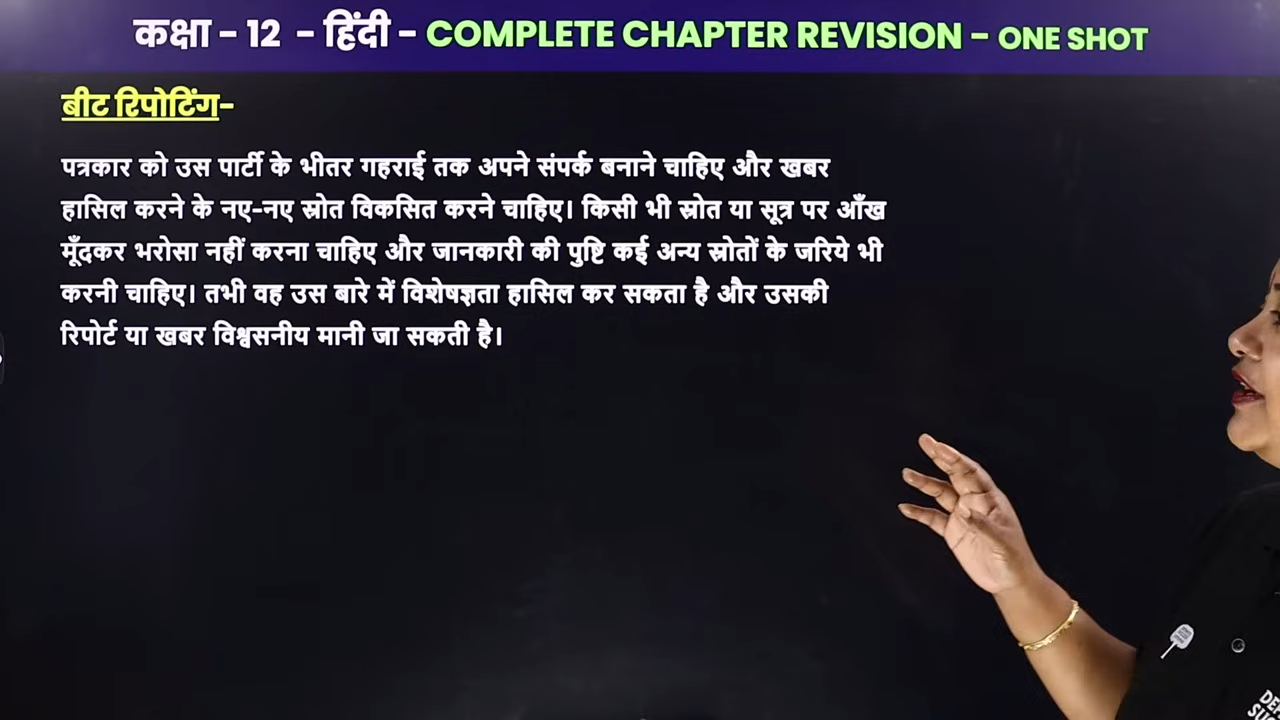 कक्षा - 12 - हिंदी - COMPLETE CHAPTER REVISION - ONE SHOT
बीट रिपोटिंग-
पत्रकार को उस पार्टी के भीतर गहराई तक अपने संपर्क बनाने चाहिए और खबर
हासिल करने के नए-नए स्रोत विकसित करने चाहिए। किसी भी स्रोत या सूत्र पर आँख
मूँदकर भरोसा नहीं करना चाहिए और जानकारी की पुष्टि कई अन्य स्रोतों के जरिये भी
करनी चाहिए। तभी वह उस बारे में विशेषज्ञता हासिल कर सकता है और उसकी
रिपोर्ट या खबर विश्वसनीय मानी जा सकती है।